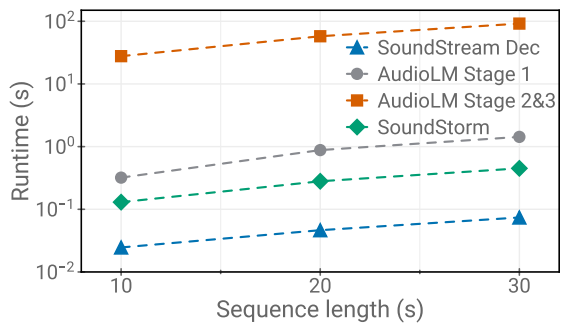 10²
10¹
10⁰
10⁻¹
10⁻²
Runtime (s)
SoundStream Dec
AudioLM Stage 1
AudioLM Stage 2&3
SoundStorm
10 20 30
Sequence length (s)